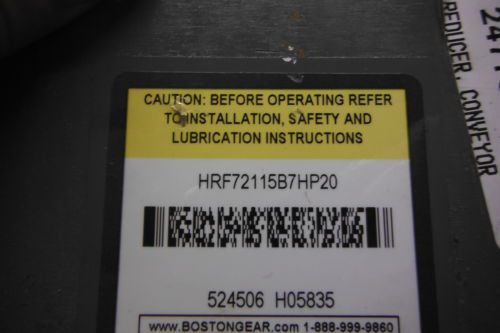 CAUTION: BEFORE OPERATING REFER
TO INSTALLATION, SAFETY AND
LUBRICATION INSTRUCTIONS
HRF72115B7HP20
524506 H05835
www.BOSTONGEAR.com 1-888-999-9860
REDUCER, CONVEYOR